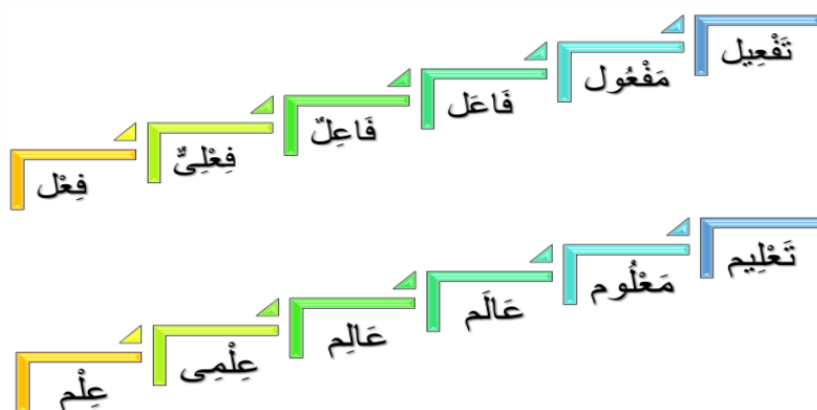 تَفْعِيل
مَفْعُول
فَاعَل
فَاعِلٌ
فِعْلِىٌّ
فِعْل
تَعْلِيم
مَعْلُوم
عَالَم
عَالِم
عِلْمِى
عِلْم